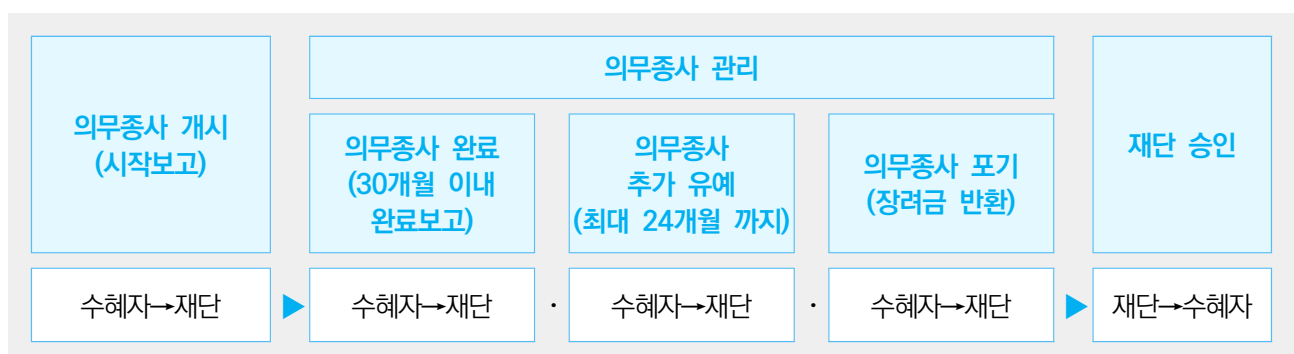 의무종사 개시
(시작보고)
의무종사 관리
의무종사 완료
(30개월 이내
완료보고)
의무종사
추가 유예
(최대 24개월 까지)
의무종사 포기
(장려금 반환)
재단 승인
수혜자→재단
▶
수혜자→재단
·
수혜자→재단
·
수혜자→재단
▶
재단→수혜자